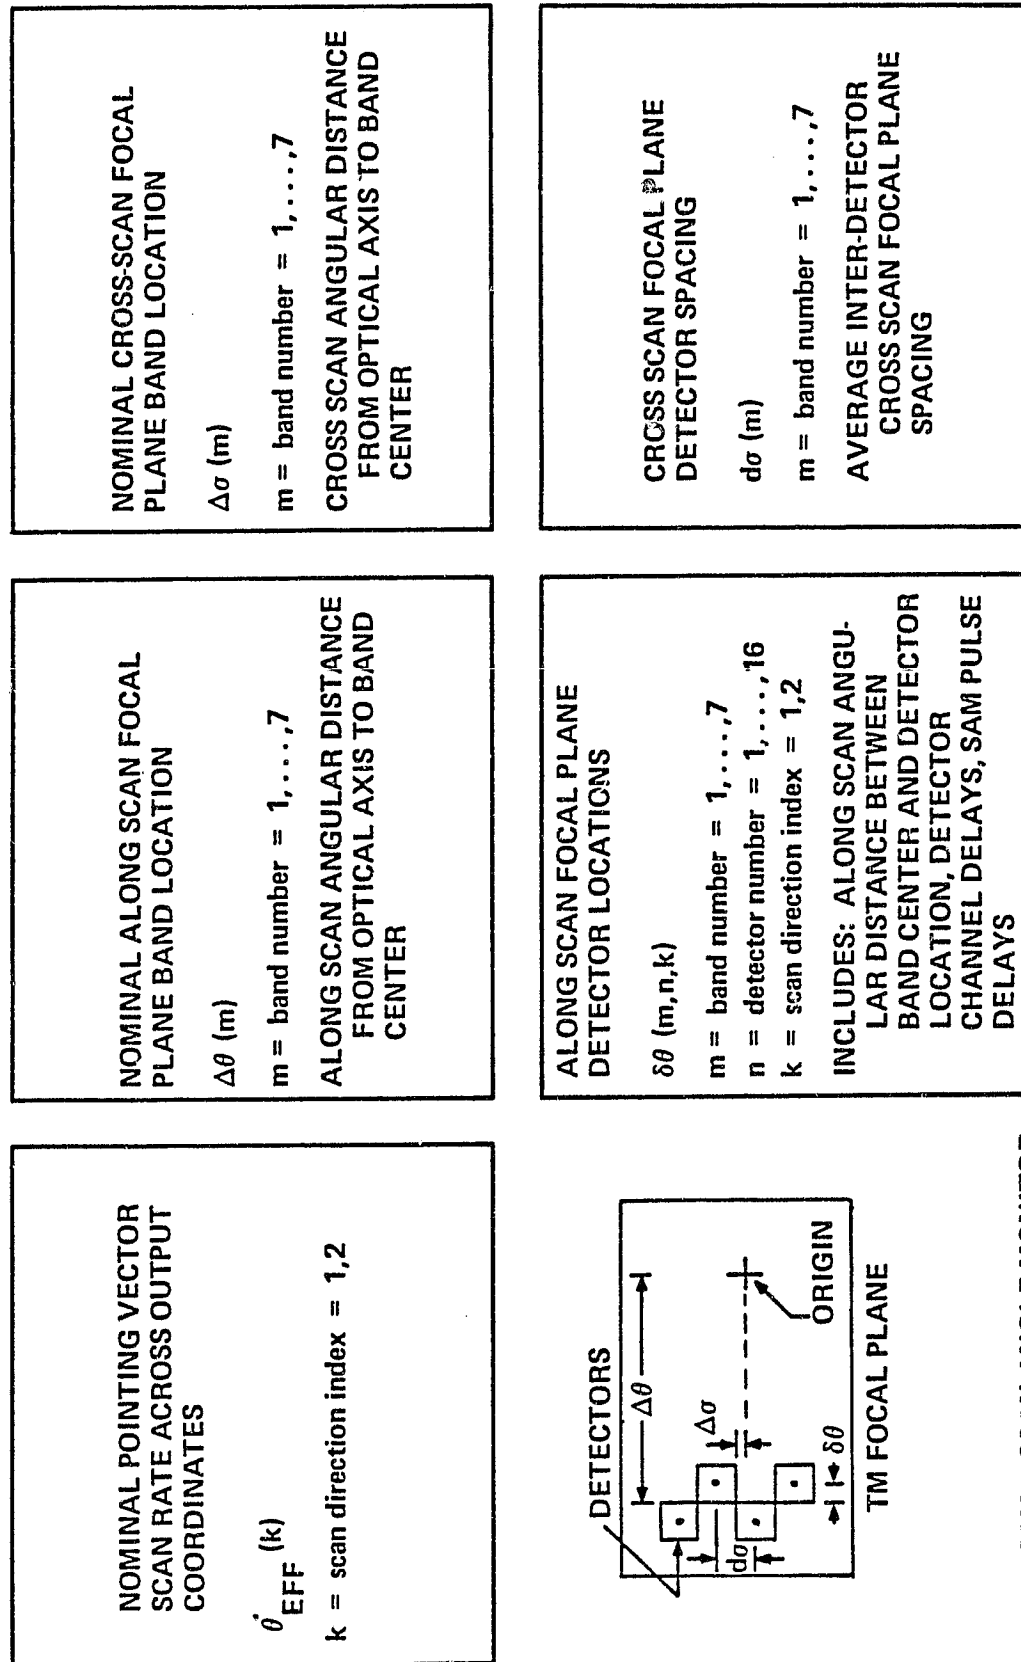 NOMINAL POINTING VECTOR
SCAN RATE ACROSS OUTPUT
COORDINATES
θ̇EFF (k)
k = scan direction index = 1,2
NOMINAL ALONG SCAN FOCAL
PLANE BAND LOCATION
Δθ (m)
m = band number = 1,...,7
ALONG SCAN ANGULAR DISTANCE
FROM OPTICAL AXIS TO BAND
CENTER
NOMINAL CROSS-SCAN FOCAL
PLANE BAND LOCATION
Δσ (m)
m = band number = 1,...,7
CROSS SCAN ANGULAR DISTANCE
FROM OPTICAL AXIS TO BAND
CENTER
DETECTORS
Δθ
Δσ
dσ
δθ
ORIGIN
TM FOCAL PLANE
ALONG SCAN FOCAL PLANE
DETECTOR LOCATIONS
δθ (m,n,k)
m = band number = 1,...,7
n = detector number = 1,...,16
k = scan direction index = 1,2
INCLUDES: ALONG SCAN ANGU-
LAR DISTANCE BETWEEN
BAND CENTER AND DETECTOR
LOCATION, DETECTOR
CHANNEL DELAYS, SAM PULSE
DELAYS
CROSS SCAN FOCAL PLANE
DETECTOR SPACING
dσ (m)
m = band number = 1,...,7
AVERAGE INTER-DETECTOR
CROSS SCAN FOCAL PLANE
SPACING